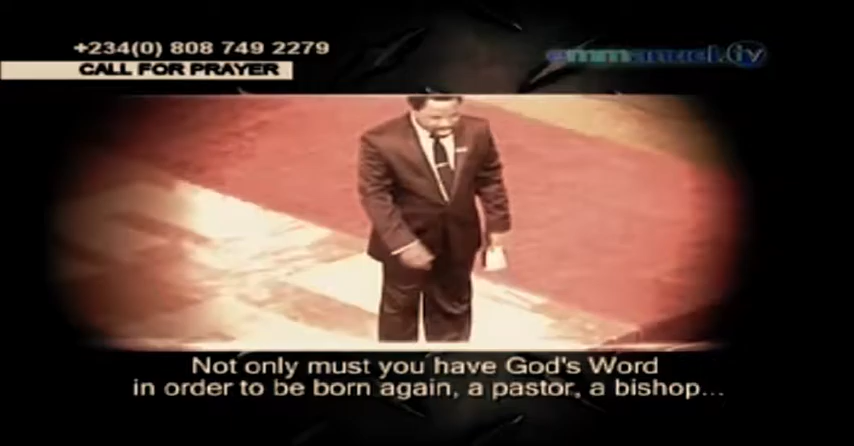 +234(0) 808 749 2279
emmanuel.tv
CALL FOR PRAYER
Not only must you have God's Word
in order to be born again, a pastor, a bishop...